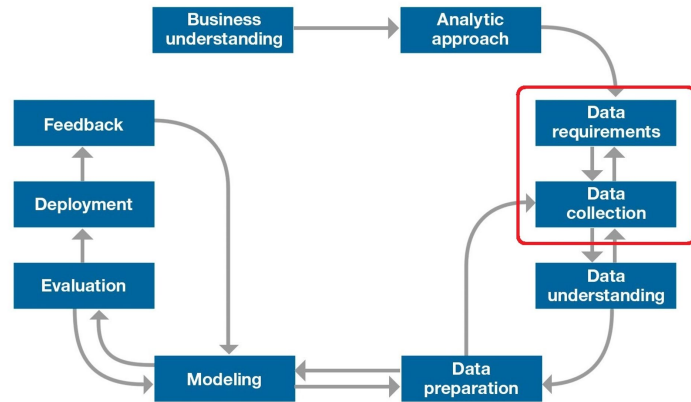 Business
understanding
Analytic
approach
Data
requirements
Data
collection
Data
understanding
Data
preparation
Modeling
Evaluation
Deployment
Feedback